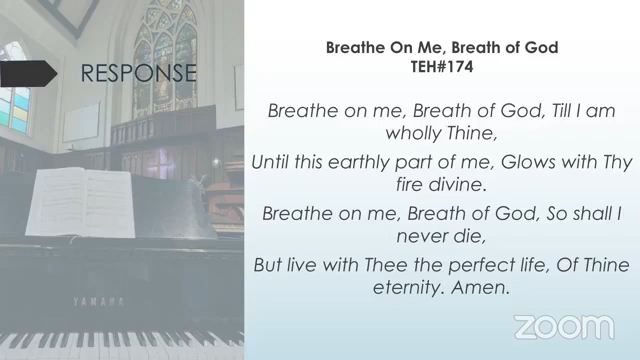 RESPONSE
Breathe On Me, Breath of God
TEH#174
Breathe on me, Breath of God, Till I am
wholly Thine,
Until this earthly part of me, Glows with Thy
fire divine.
Breathe on me, Breath of God, So shall I
never die,
But live with Thee the perfect life, Of Thine
eternity. Amen.
YAMAHA
zoom